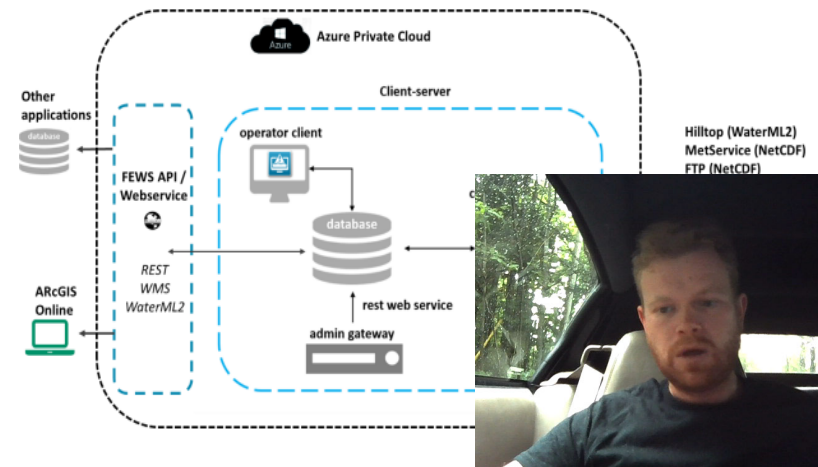 Azure
Azure Private Cloud
Other
applications
database
Client-server
operator client
Hilltop (WaterML2)
MetService (NetCDF)
FTP (NetCDF)
FEWS API /
Webservice
database
REST
WMS
WaterML2
ARcGIS
Online
rest web service
admin gateway